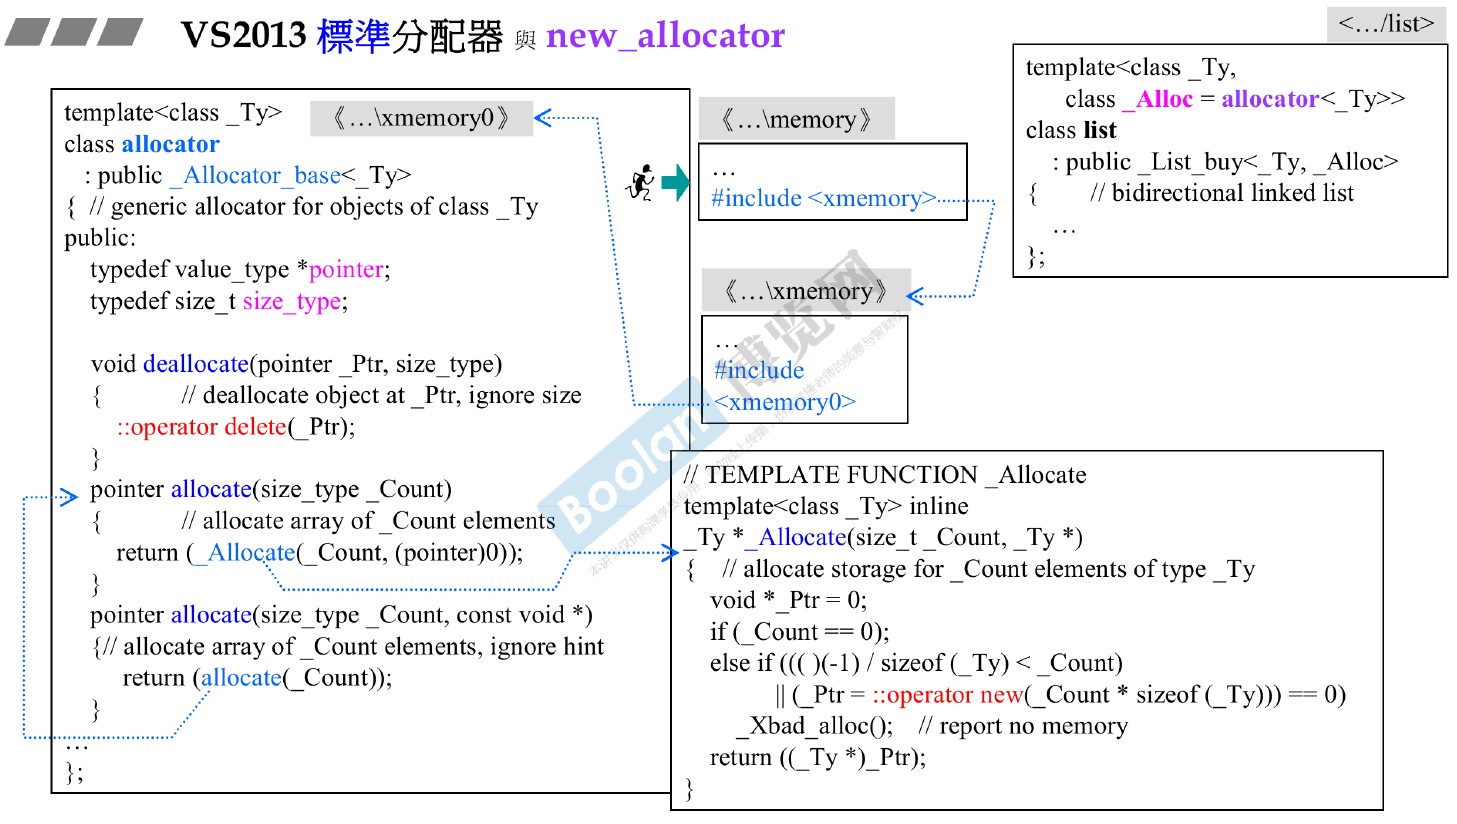 VS2013 標準分配器 與 new_allocator
<…/list>
template<class _Ty,
class _Alloc = allocator<_Ty>>
class list
: public _List_buy<_Ty, _Alloc>
{ // bidirectional linked list
…
};
《…\xmemory0》
template<class _Ty>
class allocator
: public _Allocator_base<_Ty>
{ // generic allocator for objects of class _Ty
public:
typedef value_type *pointer;
typedef size_t size_type;
void deallocate(pointer _Ptr, size_type)
{ // deallocate object at _Ptr, ignore size
::operator delete(_Ptr);
}
pointer allocate(size_type _Count)
{ // allocate array of _Count elements
return (_Allocate(_Count, (pointer)0));
}
pointer allocate(size_type _Count, const void *)
{// allocate array of _Count elements, ignore hint
return (allocate(_Count));
}
…
};
《…\memory》
…
#include <xmemory>
《…\xmemory》
…
#include
<xmemory0>
// TEMPLATE FUNCTION _Allocate
template<class _Ty> inline
_Ty *_Allocate(size_t _Count, _Ty *)
{ // allocate storage for _Count elements of type _Ty
void *_Ptr = 0;
if (_Count == 0);
else if ((( )(-1) / sizeof (_Ty) < _Count)
|| (_Ptr = ::operator new(_Count * sizeof (_Ty))) == 0)
_Xbad_alloc(); // report no memory
return ((_Ty *)_Ptr);
}
Boolan 博览网